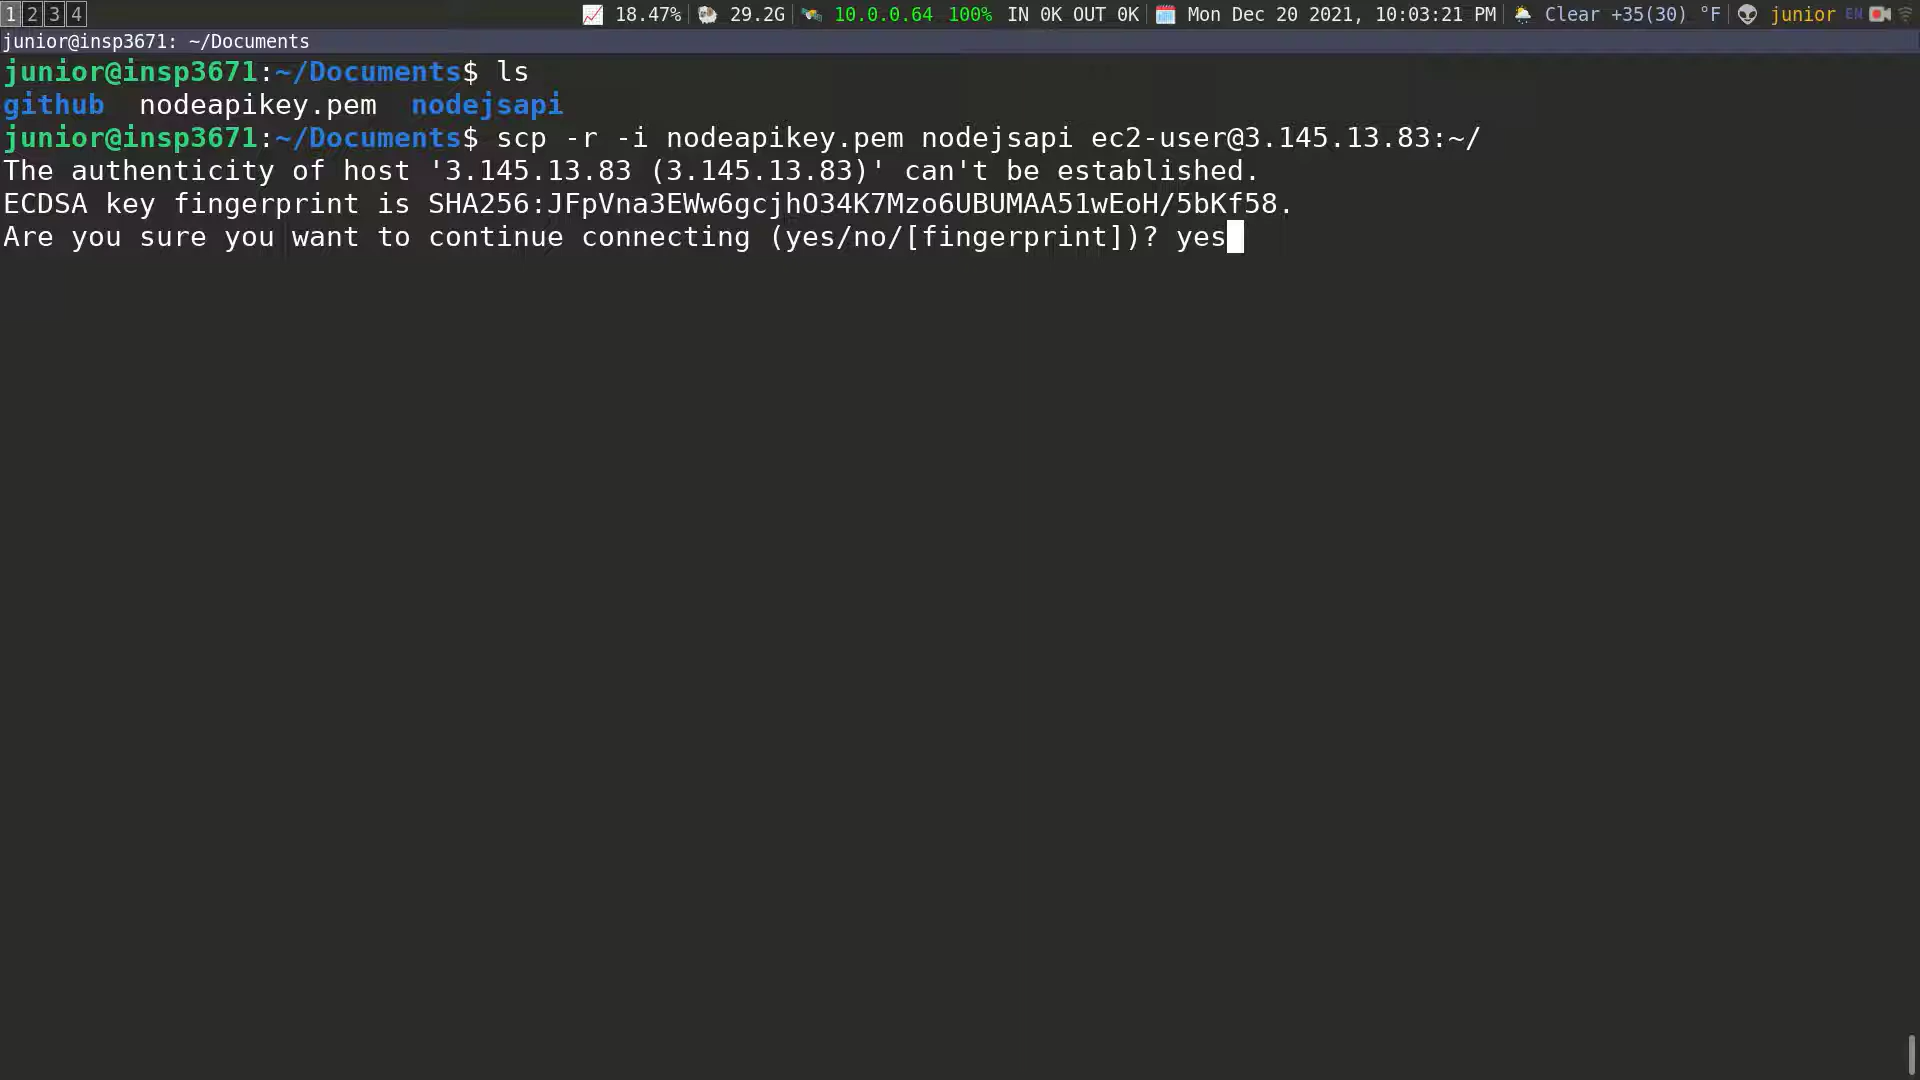 1 2 3 4 18.47% 29.2G 10.0.0.64 100% IN 0K OUT 0K Mon Dec 20 2021, 10:03:21 PM Clear +35(30) °F junior EN
junior@insp3671: ~/Documents
junior@insp3671:~/Documents$ ls
github nodeapikey.pem nodejsapi
junior@insp3671:~/Documents$ scp -r -i nodeapikey.pem nodejsapi ec2-user@3.145.13.83:~/
The authenticity of host '3.145.13.83 (3.145.13.83)' can't be established.
ECDSA key fingerprint is SHA256:JFpVna3EWw6gcjhO34K7Mzo6UBUMAA51wEoH/5bKf58.
Are you sure you want to continue connecting (yes/no/[fingerprint])? yes